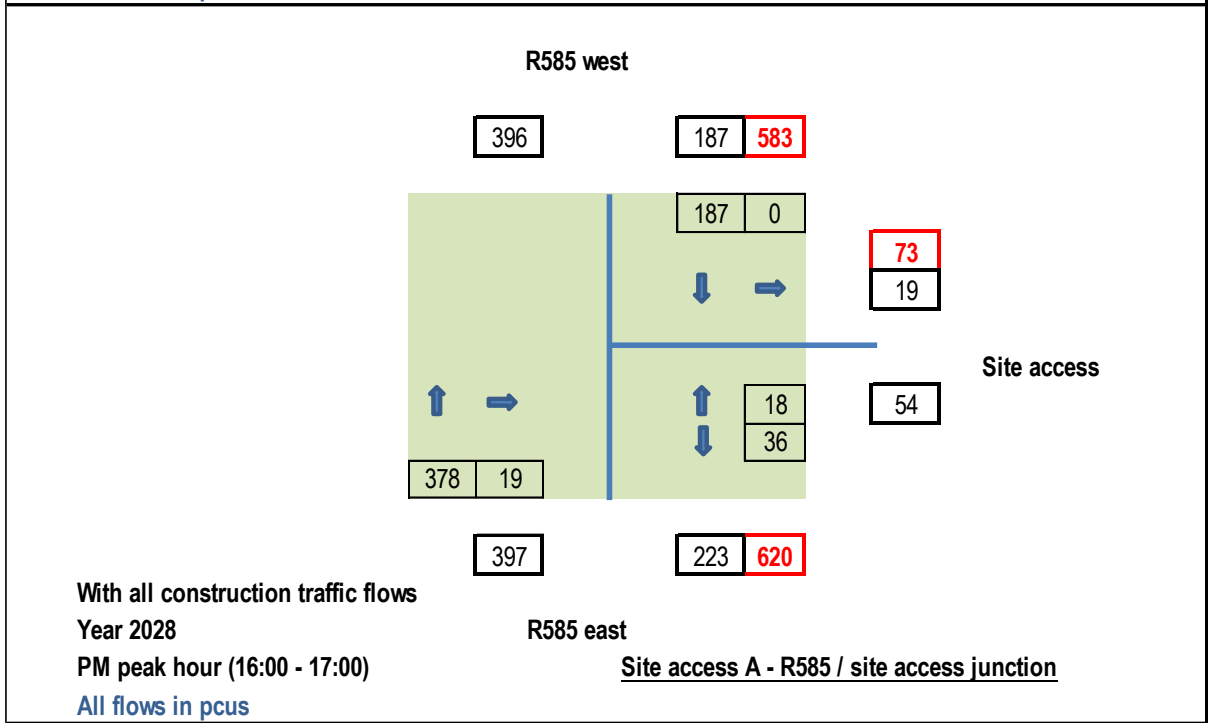 R585 west
396 187 583
187 0
73
19
Site access
18 54
36
378 19
397 223 620
With all construction traffic flows
Year 2028 R585 east
PM peak hour (16:00 - 17:00) Site access A - R585 / site access junction
All flows in pcus